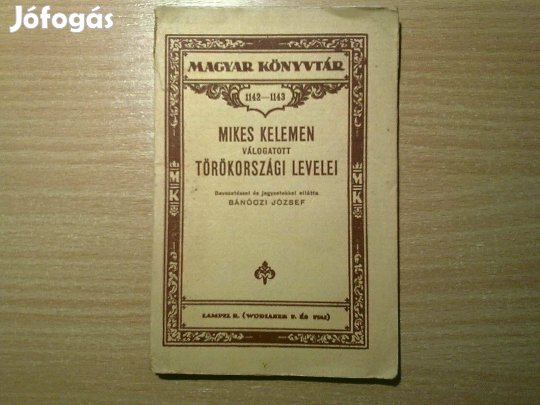 Jófogás
MAGYAR KÖNYVTÁR
1142—1143
MIKES KELEMEN
VÁLOGATOTT
TÖRÖKORSZÁGI LEVELEI
Bevezetéssel és jegyzetekkel ellátta
BÁNÓCZI JÓZSEF
M K
M K
LAMPEL R. (WODIANER F. ÉS FIAI)